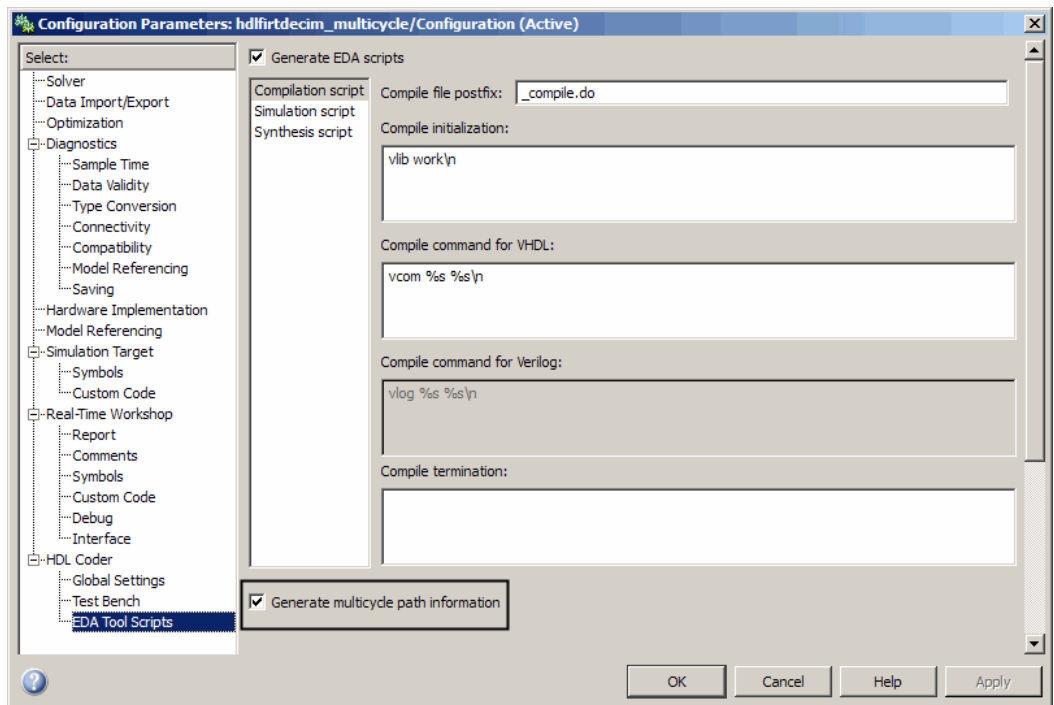 Configuration Parameters: hdlfirtdecim_multicycle/Configuration (Active)
Select:
Solver
Data Import/Export
Optimization
Diagnostics
Sample Time
Data Validity
Type Conversion
Connectivity
Compatibility
Model Referencing
Saving
Hardware Implementation
Model Referencing
Simulation Target
Symbols
Custom Code
Real-Time Workshop
Report
Comments
Symbols
Custom Code
Debug
Interface
HDL Coder
Global Settings
Test Bench
EDA Tool Scripts
Generate EDA scripts
Compilation script
Simulation script
Synthesis script
Compile file postfix: _compile.do
Compile initialization:
vlib work\n
Compile command for VHDL:
vcom %s %s\n
Compile command for Verilog:
vlog %s %s\n
Compile termination:
Generate multicycle path information
OK Cancel Help Apply